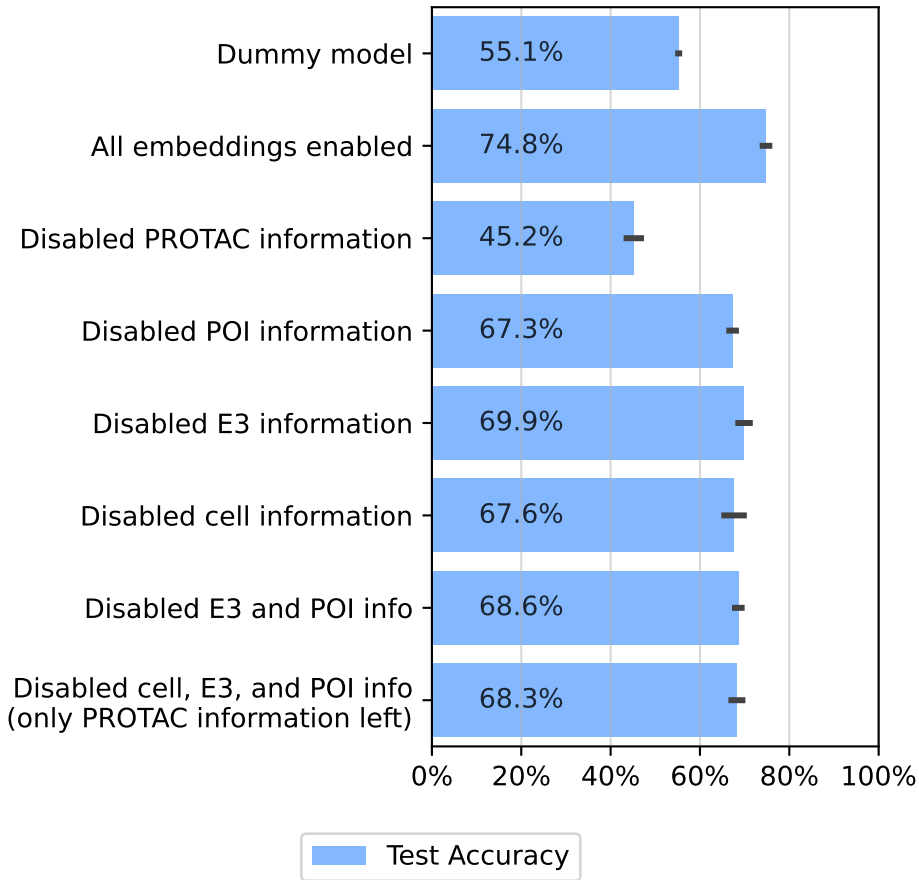 Dummy model
55.1%
All embeddings enabled
74.8%
Disabled PROTAC information
45.2%
Disabled POI information
67.3%
Disabled E3 information
69.9%
Disabled cell information
67.6%
Disabled E3 and POI info
68.6%
Disabled cell, E3, and POI info
(only PROTAC information left)
68.3%
0% 20% 40% 60% 80% 100%
Test Accuracy